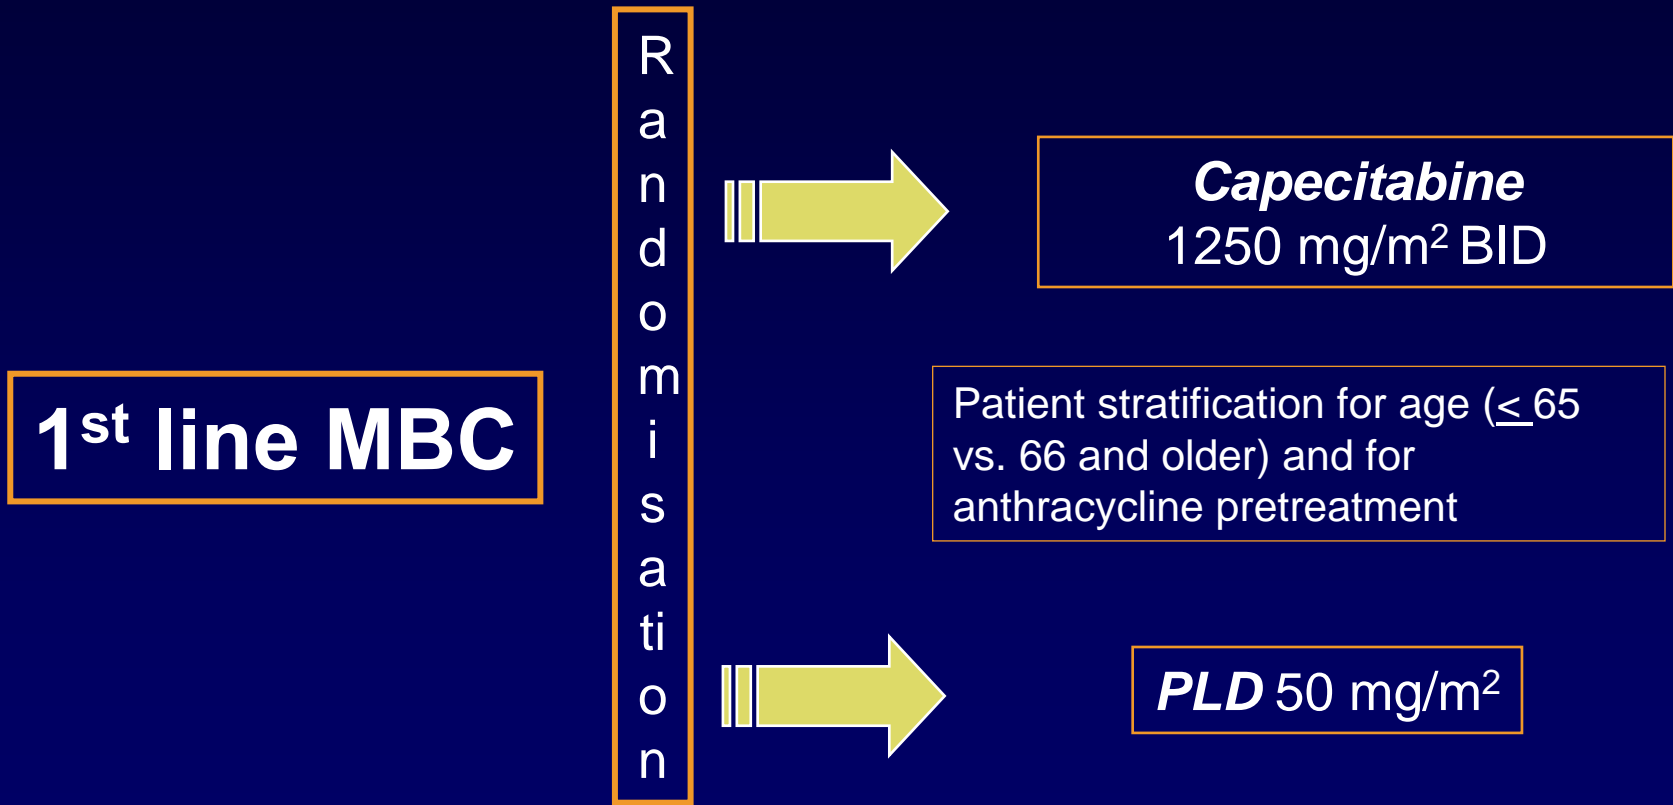 1st line MBC
R
a
n
d
o
m
i
s
a
ti
o
n
Capecitabine
1250 mg/m² BID
Patient stratification for age (< 65
vs. 66 and older) and for
anthracycline pretreatment
PLD 50 mg/m²